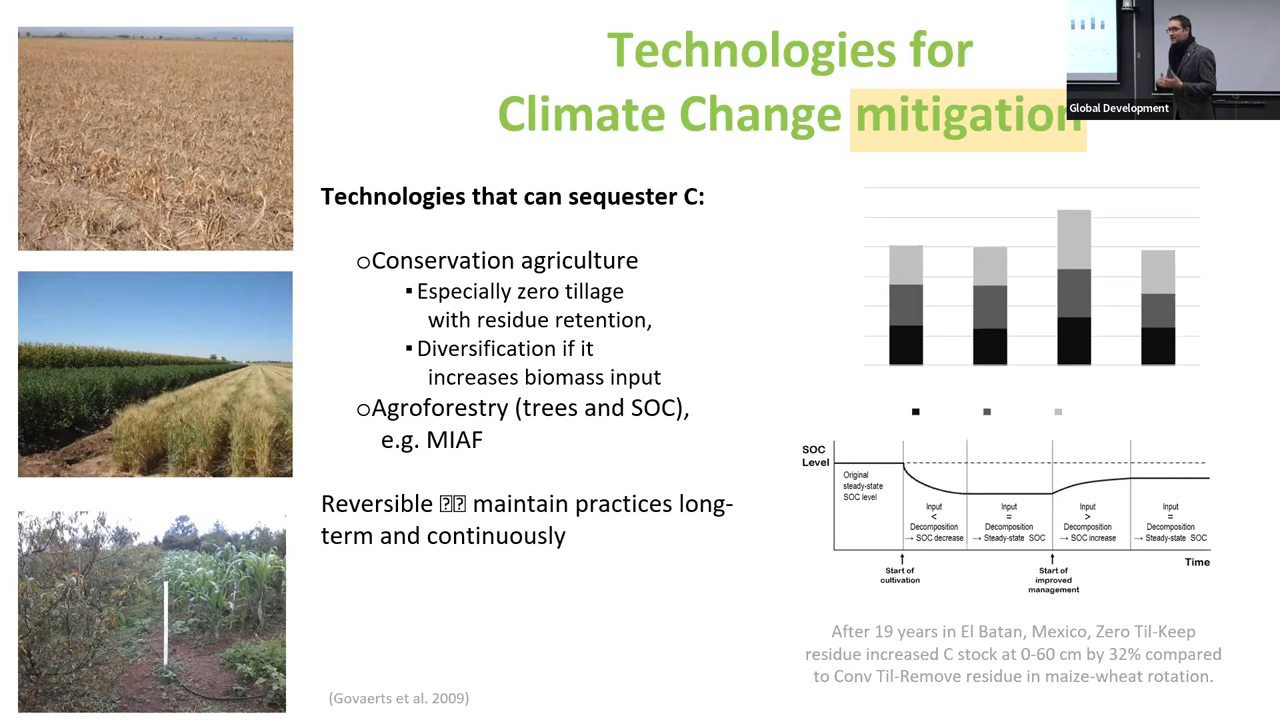 Technologies for
Climate Change mitigation
Global Development
Technologies that can sequester C:
oConservation agriculture
▪Especially zero tillage
with residue retention,
▪Diversification if it
increases biomass input
oAgroforestry (trees and SOC),
e.g. MIAF
Reversible ⍰⍰ maintain practices long-
term and continuously
(Govaerts et al. 2009)
SOC
Level
Original
steady-state
SOC level
Input
<
Decomposition
→ SOC decrease
Input
=
Decomposition
→ Steady-state SOC
Input
>
Decomposition
→ SOC increase
Input
=
Decomposition
→ Steady-state SOC
Time
Start of
cultivation
Start of
improved
management
After 19 years in El Batan, Mexico, Zero Til-Keep
residue increased C stock at 0-60 cm by 32% compared
to Conv Til-Remove residue in maize-wheat rotation.